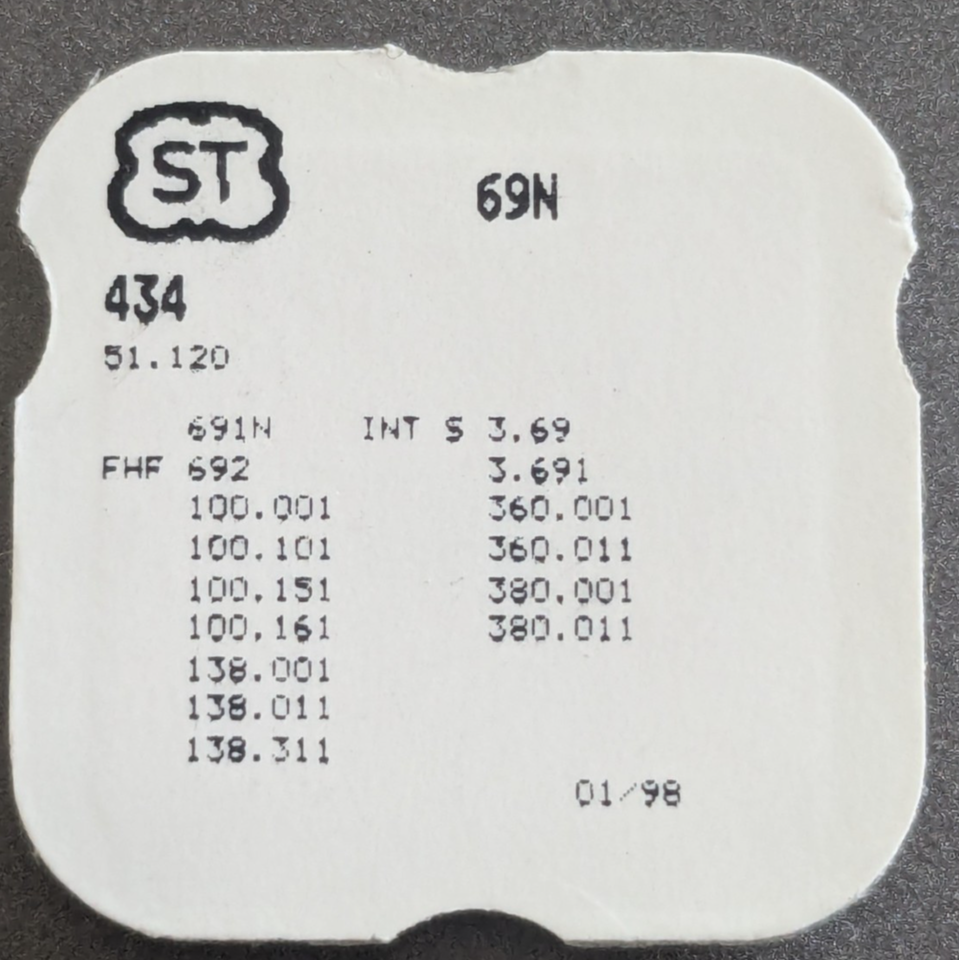 ST
69N
434
51.120
691N INT S 3.69
FHF 692 3.691
100.001 360.001
100.101 360.011
100.151 380.001
100.161 380.011
138.001
138.011
138.311
01/98